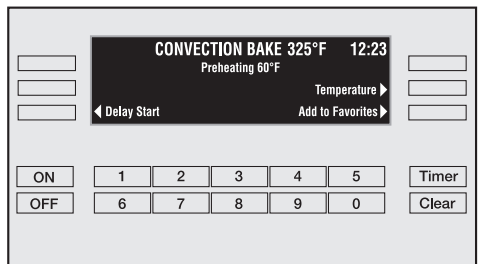 CONVECTION BAKE 325°F 12:23
Preheating 60°F
Temperature
Delay Start Add to Favorites
ON 1 2 3 4 5 Timer
OFF 6 7 8 9 0 Clear